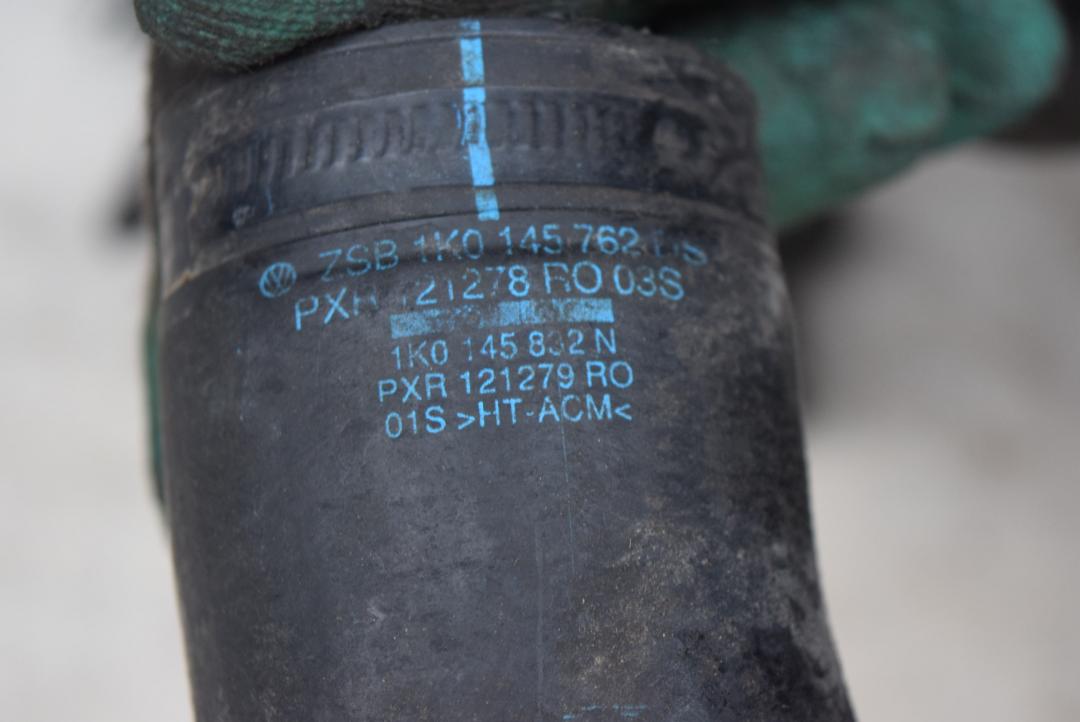 ZSB 1K0 145 762
PXR 121278 RO 03S
1K0 145 832 N
PXR 121279 RO
01S >HT-ACM<